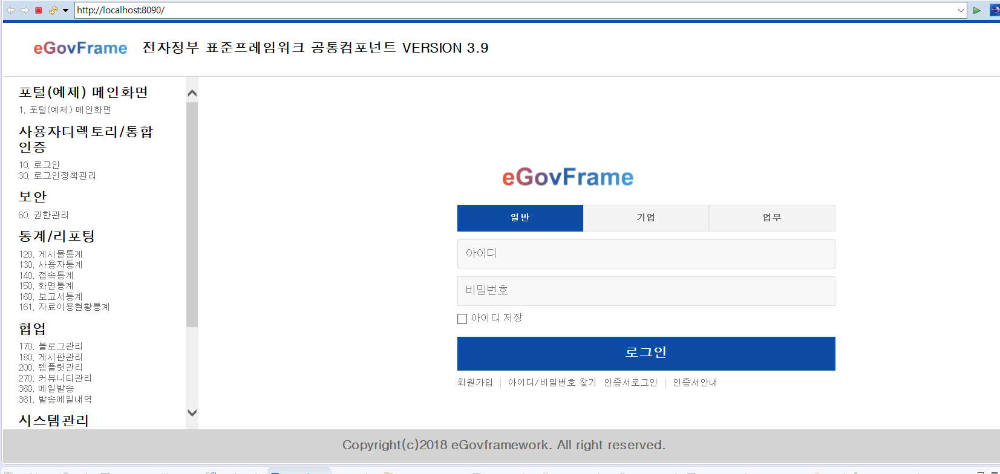 http://localhost:8090/
eGovFrame 전자정부 표준프레임워크 공통컴포넌트 VERSION 3.9
포털(예제) 메인화면
1. 포털(예제) 메인화면
사용자디렉토리/통합
인증
10. 로그인
30. 로그인정책관리
보안
60. 권한관리
통계/리포팅
120. 게시물통계
130. 사용자통계
140. 접속통계
150. 화면통계
160. 보고서통계
161. 자료이용현황통계
협업
170. 블로그관리
180. 게시판관리
200. 템플릿관리
270. 커뮤니티관리
360. 메일발송
361. 발송메일내역
시스템관리
eGovFrame
일반 기업 업무
아이디
비밀번호
아이디 저장
로그인
회원가입 | 아이디/비밀번호 찾기 인증서로그인 | 인증서안내
Copyright(c)2018 eGovframework. All right reserved.